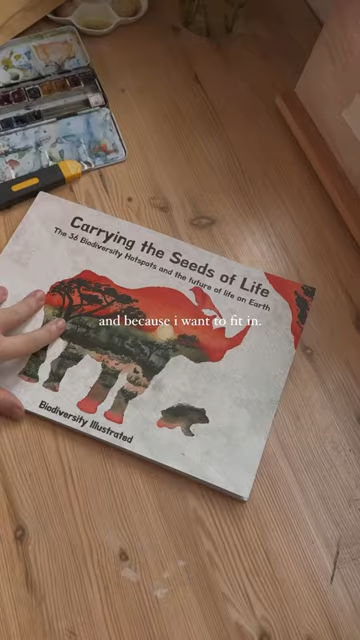 Carrying the Seeds of Life
The 36 Biodiversity Hotspots and the future of life on Earth
and because i want to fit in.
Biodiversity Illustrated